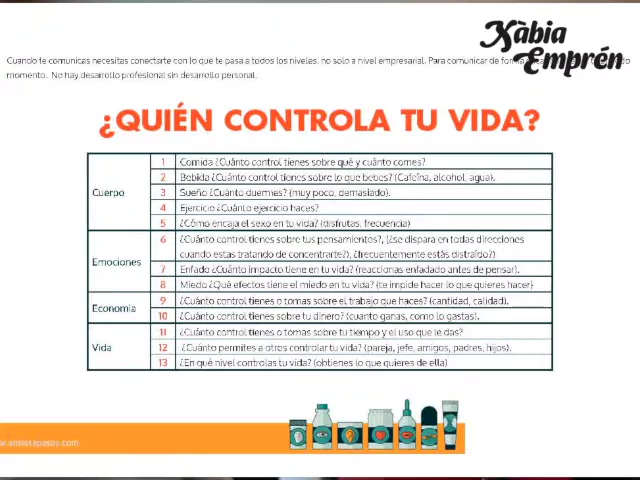 Xàbia
Emprén
Cuando te comunicas necesitas conectarte con lo que te pasa a todos los niveles, no solo a nivel empresarial. Para comunicar de forma
momento. No hay desarrollo profesional sin desarrollo personal.
¿QUIÉN CONTROLA TU VIDA?
Cuerpo
1 Comida ¿Cuánto control tienes sobre qué y cuánto comes?
2 Bebida ¿Cuánto control tienes sobre lo que bebes? (Cafeína, alcohol, agua).
3 Sueño ¿Cuánto duermes? (muy poco, demasiado).
4 Ejercicio ¿Cuánto ejercicio haces?
5 ¿Cómo encaja el sexo en tu vida? (disfrutas, frecuencia)
Emociones
6 ¿Cuánto control tienes sobre tus pensamientos?, (¿se dispara en todas direcciones
cuando estas tratando de concentrarte?), ¿frecuentemente estás distraído?)
7 Enfado ¿Cuánto impacto tiene en tu vida? (reacciones enfadado antes de pensar).
8 Miedo ¿Qué efectos tiene el miedo en tu vida? (te impide hacer lo que quieres hacer)
Economia
9 ¿Cuánto control tienes o tomas sobre el trabajo que haces? (cantidad, calidad).
10 ¿Cuánto control tienes sobre tu dinero? (cuanto ganas, como lo gastas).
Vida
11 ¿Cuánto control tienes o tomas sobre tu tiempo y el uso que le das?
12 ¿Cuánto permites a otros controlar tu vida? (pareja, jefe, amigos, padres, hijos).
13 ¿En qué nivel controlas tu vida? (obtienes lo que quieres de ella)
w.ansietepasos.com